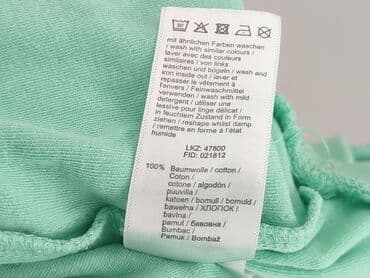 mit ähnlichen Farben waschen
/ wash with similar colours /
laver avec des couleurs
similaires / von links
waschen und bügeln / wash and
iron inside out / laver et
repasser le vêtement à
l'envers / Feinwaschmittel
verwenden / wash with mild
detergent / utiliser une
lessive pour linge délicat /
in feuchtem Zustand in Form
ziehen / reshape whilst damp
/ remettre en forme à l'état
humide
LKZ: 47800
FID: 021812
100% Baumwolle / cotton /
Coton /
cotone / algodón /
puuvilla /
katoen / bomull / bomuld /
bawełna / ХЛОПОК /
bavlna /
pamut / бавовна /
Bumbac /
Pamuk / Bombaž